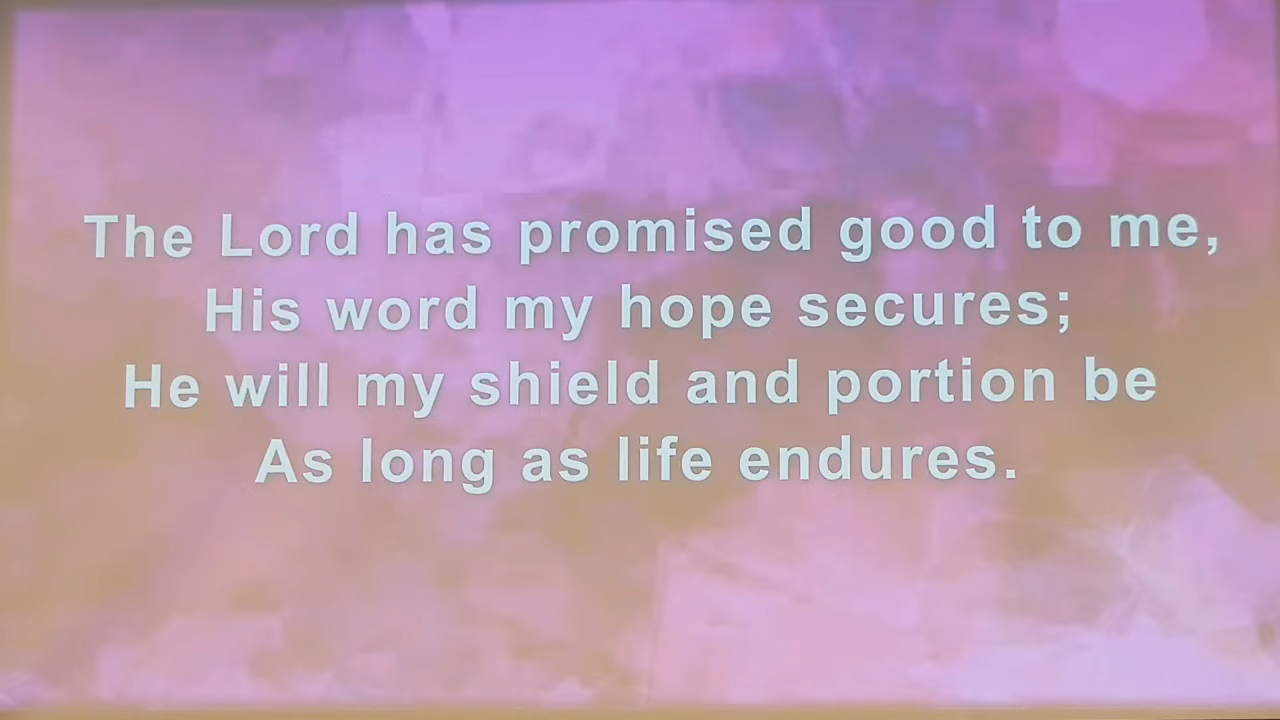 The Lord has promised good to me,
His word my hope secures;
He will my shield and portion be
As long as life endures.